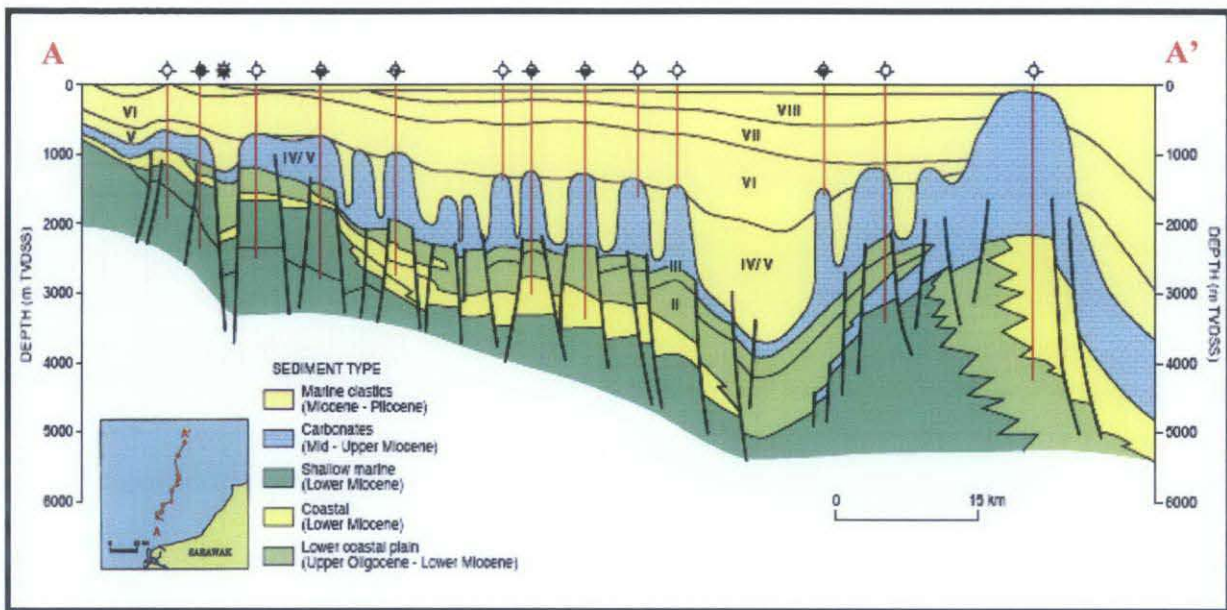 A
A'
0
1000
2000
3000
4000
5000
6000
DEPTH (m TVDSS)
0
1000
2000
3000
4000
5000
6000
DEPTH (m TVDSS)
VI
V
IV/ V
VIII
VII
VI
IV/ V
III
II
SEDIMENT TYPE
Marine clastics
(Miocene - Pliocene)
Carbonates
(Mid - Upper Miocene)
Shallow marine
(Lower Miocene)
Coastal
(Lower Miocene)
Lower coastal plain
(Upper Oligocene - Lower Miocene)
0 15 km
SARAWAK